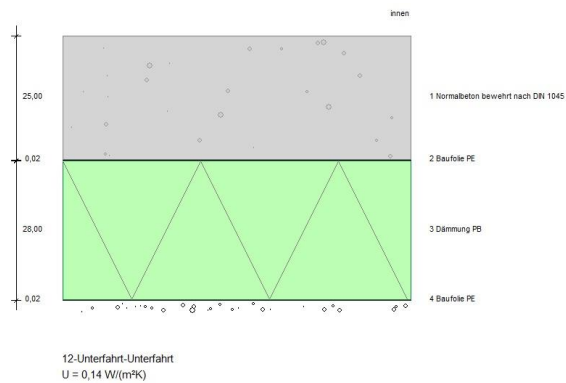 innen
25,00
1 Normalbeton bewehrt nach DIN 1045
0,02
2 Baufolie PE
28,00
3 Dämmung PB
0,02
4 Baufolie PE
12-Unterfahrt-Unterfahrt
U = 0,14 W/(m²K)